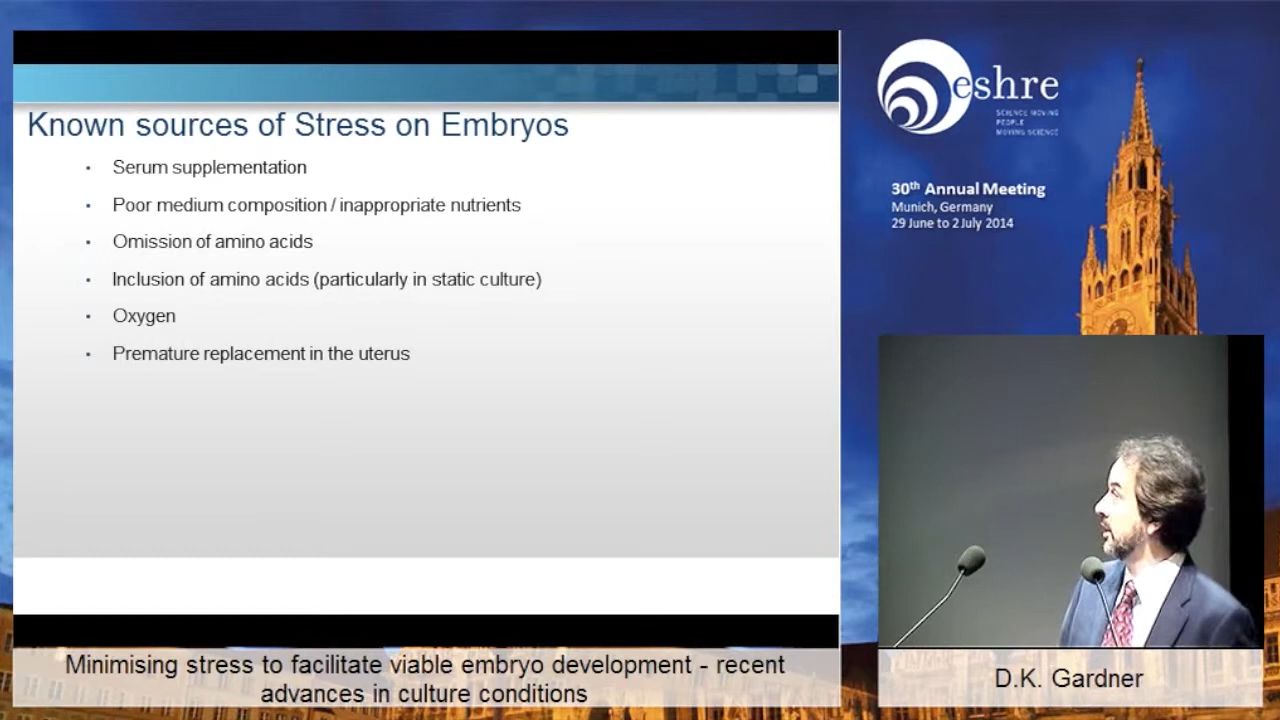 Known sources of Stress on Embryos
• Serum supplementation
• Poor medium composition / inappropriate nutrients
• Omission of amino acids
• Inclusion of amino acids (particularly in static culture)
• Oxygen
• Premature replacement in the uterus
Minimising stress to facilitate viable embryo development - recent
advances in culture conditions
eshre
SCIENCE MOVING
PEOPLE
MOVING SCIENCE
30th Annual Meeting
Munich, Germany
29 June to 2 July 2014
D.K. Gardner